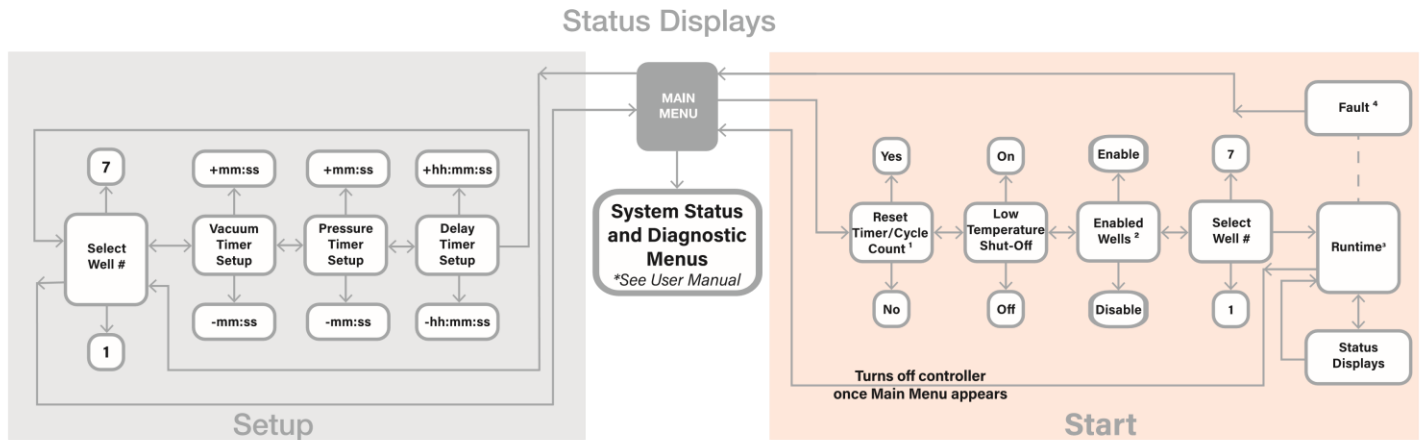 Status Displays
MAIN
MENU
System Status
and Diagnostic
Menus
*See User Manual
7
Select
Well #
1
+mm:ss
Vacuum
Timer
Setup
-mm:ss
+mm:ss
Pressure
Timer
Setup
-mm:ss
+hh:mm:ss
Delay
Timer
Setup
-hh:mm:ss
Setup
Yes
Reset
Timer/Cycle
Count ¹
No
On
Low
Temperature
Shut-Off
Off
Enable
Enabled
Wells ²
Disable
7
Select
Well #
1
Fault ⁴
Runtime³
Status
Displays
Turns off controller
once Main Menu appears
Start